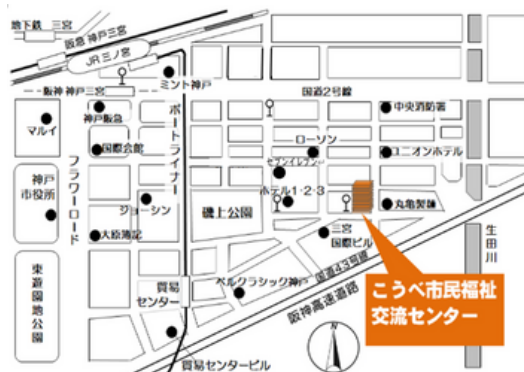 地下鉄 三宮
阪急 神戸三宮
JR 三ノ宮
阪神 神戸三宮
ミント神戸
国道2号線
神戸阪急
マルイ
国際会館
フラワーロード
ポートライナー
中央消防署
ローソン
ユニオンホテル
セブンイレブン
神戸
市役所
ホテル1・2・3
ジョーシン
磯上公園
丸亀製麺
大原簿記
三宮
国際ビル
生田川
国道43号線
東遊園地公園
貿易
センター
ベルクラシック神戸
阪神高速道路
こうべ市民福祉
交流センター
貿易センタービル
N